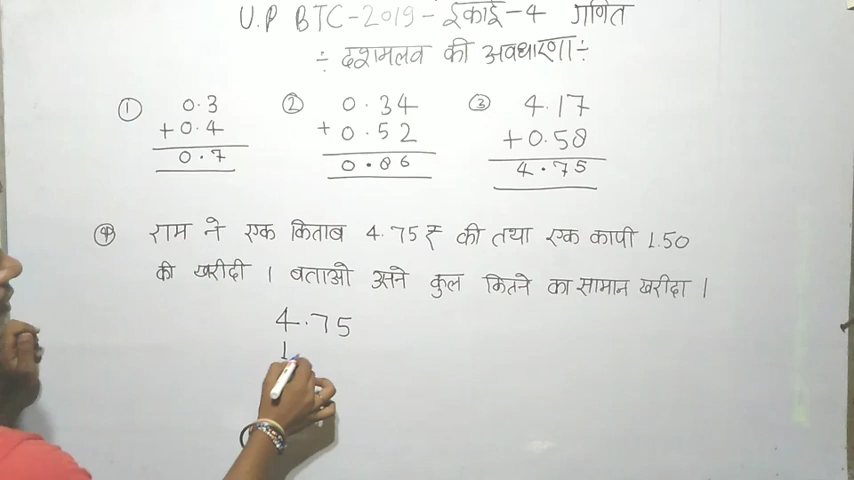 U.P BTC-2019- ईकाई-4 गणित
÷ दशमलव की अवधारणा ÷
① 0.3
+0.4
0.7
② 0.34
+0.52
0.86
③ 4.17
+0.58
4.75
④ राम ने एक किताब 4.75 ₹ की तथा एक कापी 1.50
की खरीदी । बताओ उसने कुल कितने का सामान खरीदा ।
4.75
1